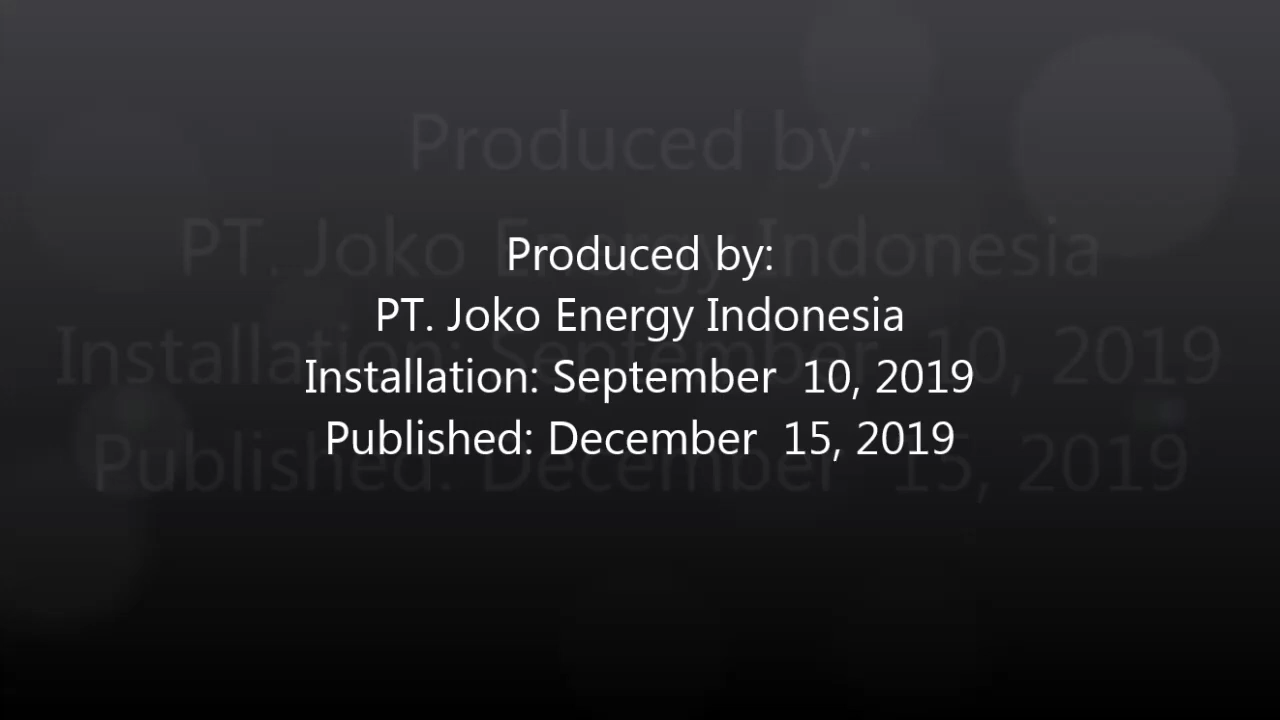 Produced by:
PT. Joko Energy Indonesia
Installation: September  10, 2019
Published: December  15, 2019